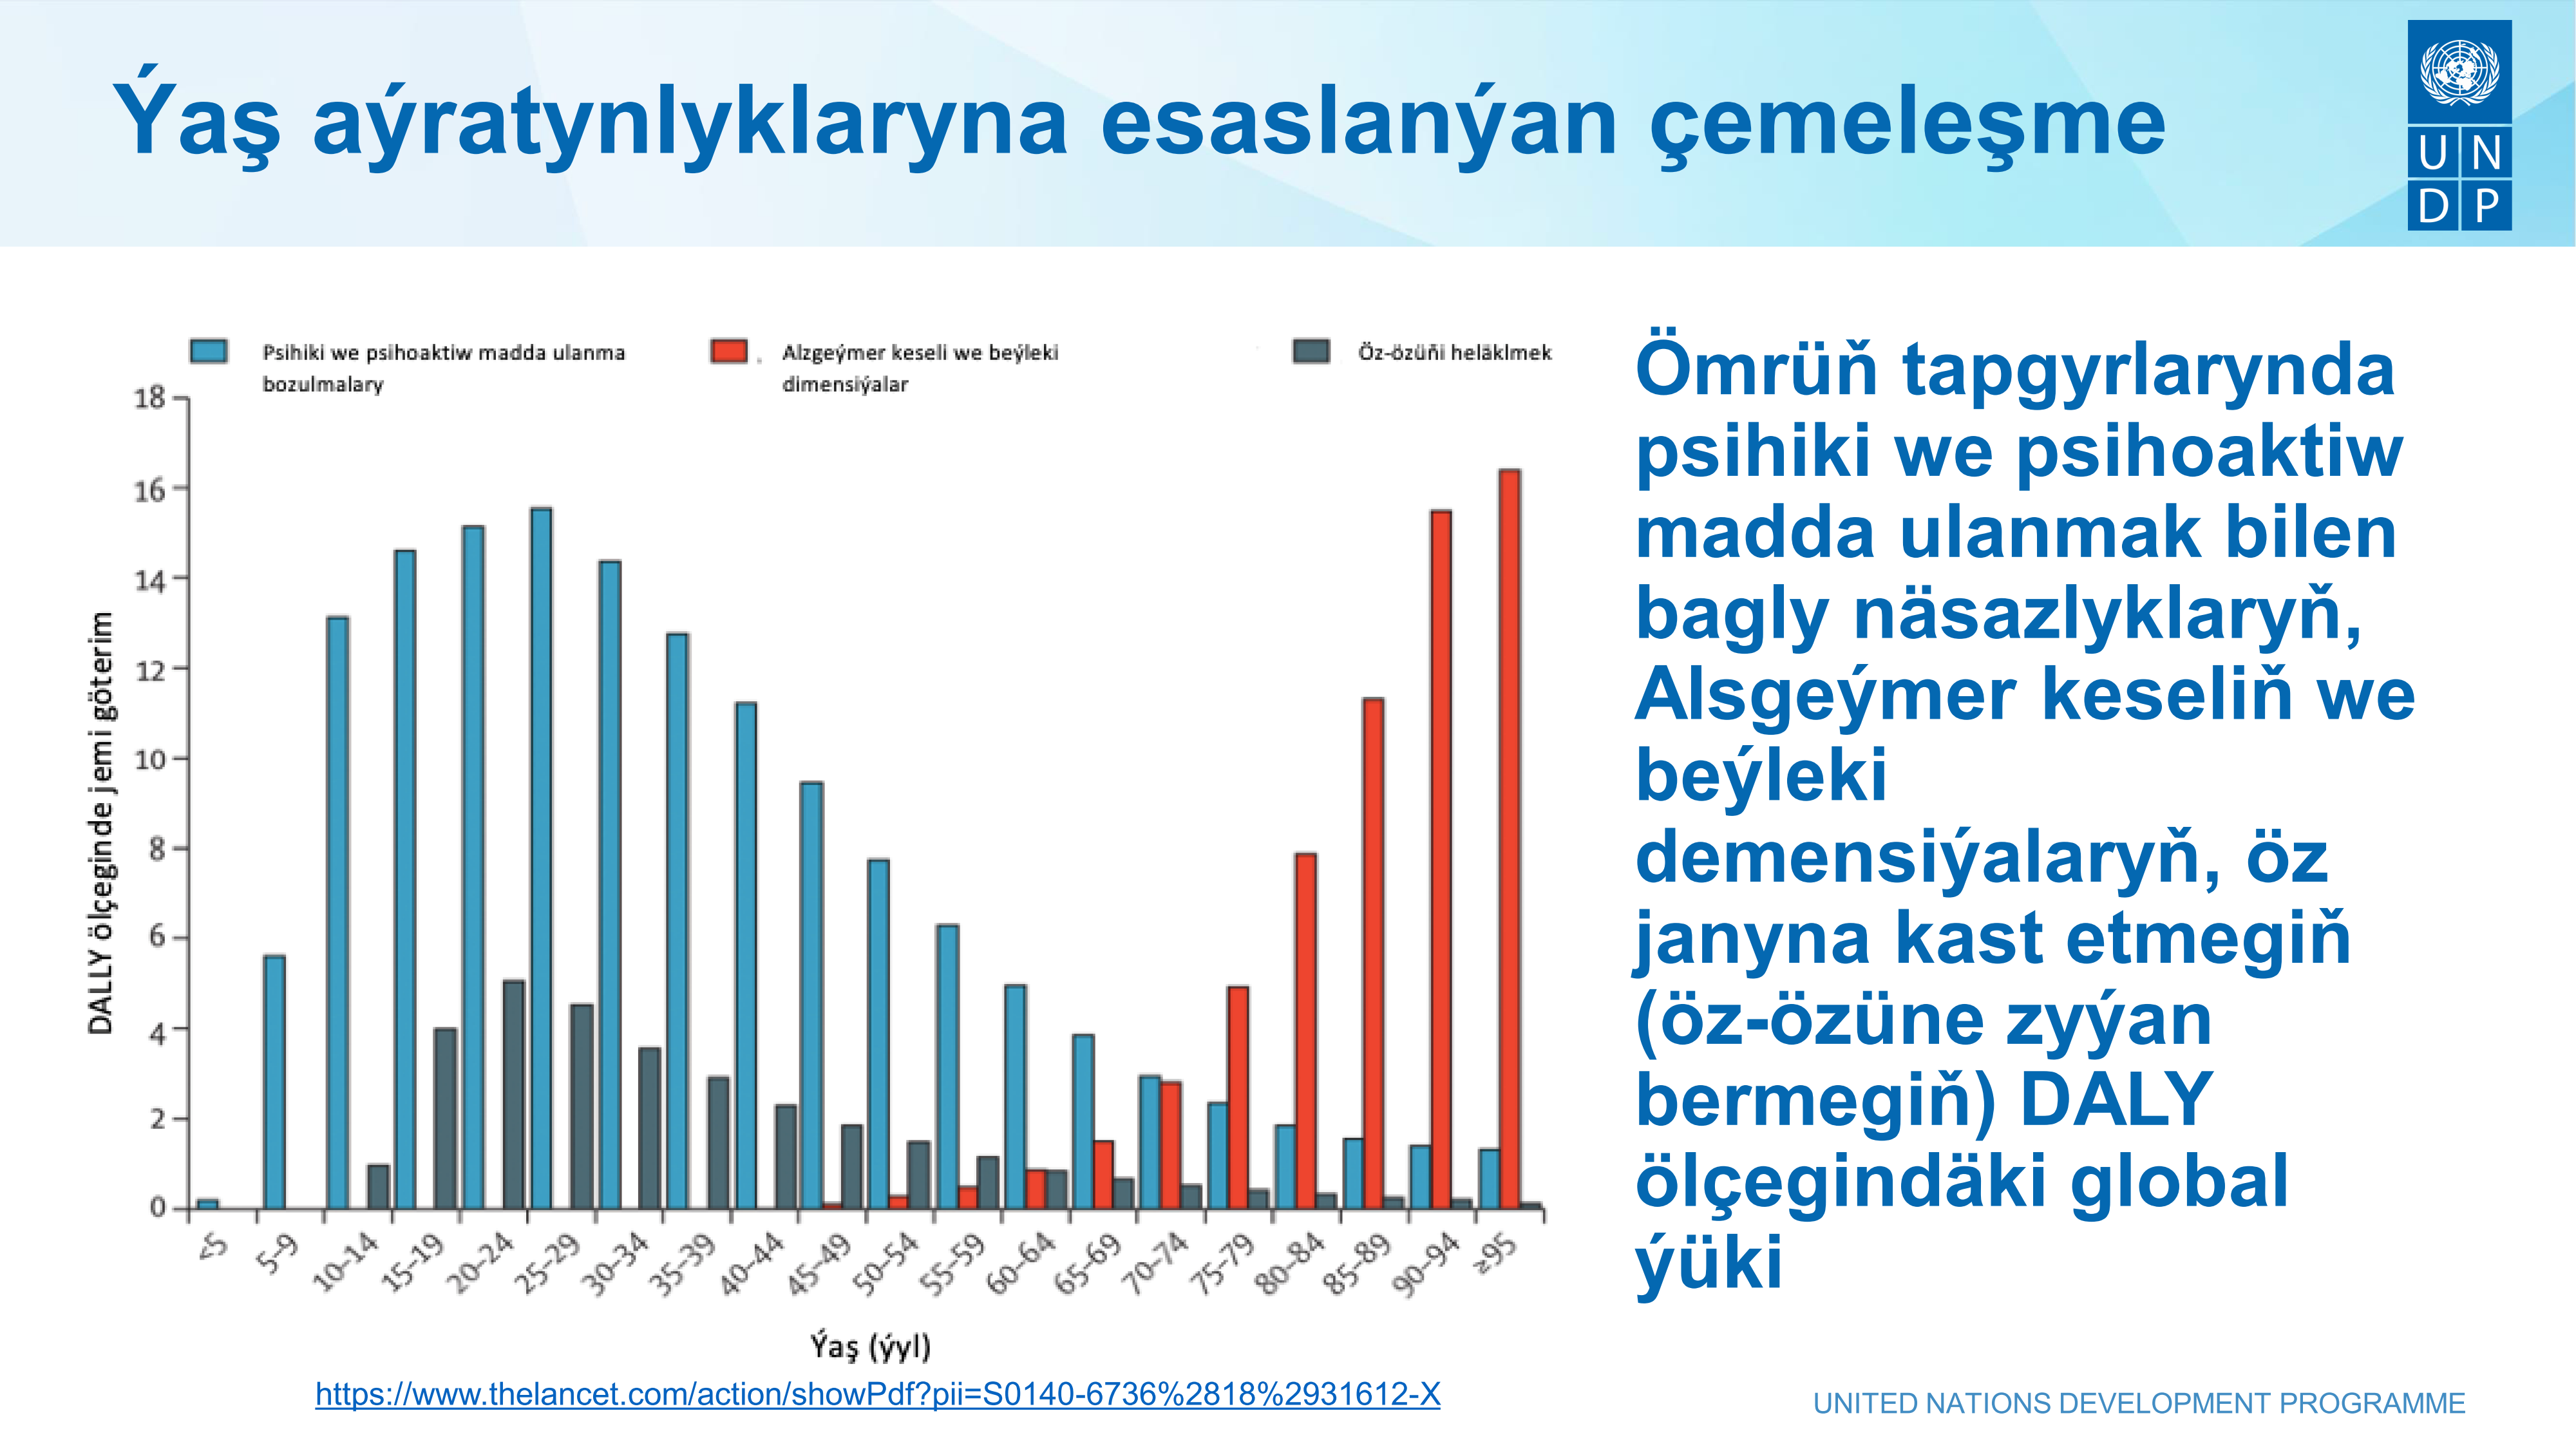 Ýaş aýratynlyklaryna esaslanýan çemeleşme
U N
D P
Psihiki we psihoaktiw madda ulanma
bozulmalary
Alzgeýmer keseli we beýleki
dimensiýalar
Öz-özüňi heläklmek
DALLY ölçeginde jemi göterim
18
16
14
12
10
8
6
4
2
0
<5
5-9
10-14
15-19
20-24
25-29
30-34
35-39
40-44
45-49
50-54
55-59
60-64
65-69
70-74
75-79
80-84
85-89
90-94
≥95
Ýaş (ýyl)
https://www.thelancet.com/action/showPdf?pii=S0140-6736%2818%2931612-X
Ömrüň tapgyrlarynda
psihiki we psihoaktiw
madda ulanmak bilen
bagly näsazlyklaryň,
Alsgeýmer keseliň we
beýleki
demensiýalaryň, öz
janyna kast etmegiň
(öz-özüne zyýan
bermegiň) DALY
ölçegindäki global
ýüki
UNITED NATIONS DEVELOPMENT PROGRAMME